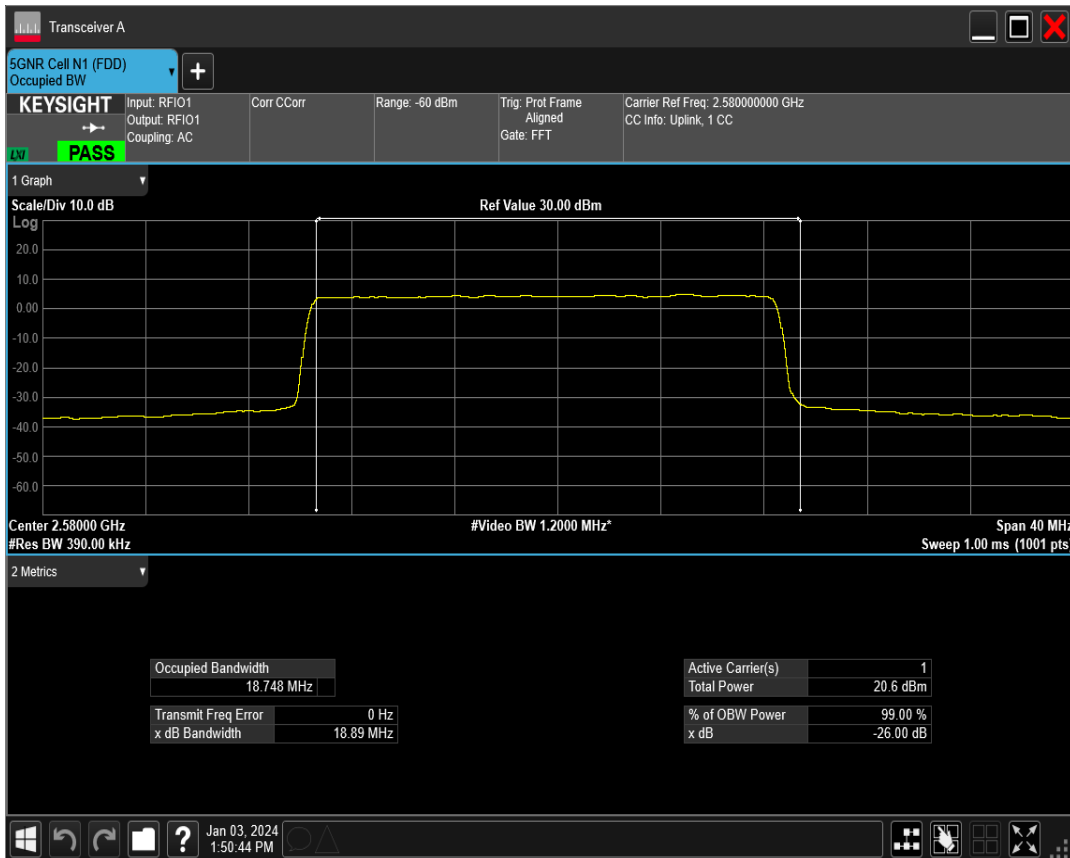 Transceiver A
5GNR Cell N1 (FDD)
Occupied BW
+
KEYSIGHT
LXI
PASS
Input: RFIO1
Output: RFIO1
Coupling: AC
Corr CCorr
Range: -60 dBm
Trig: Prot Frame
Aligned
Gate: FFT
Carrier Ref Freq: 2.580000000 GHz
CC Info: Uplink, 1 CC
1 Graph
Scale/Div 10.0 dB
Ref Value 30.00 dBm
Log
20.0
10.0
0.00
-10.0
-20.0
-30.0
-40.0
-50.0
-60.0
Center 2.58000 GHz
#Video BW 1.2000 MHz*
Span 40 MHz
#Res BW 390.00 kHz
Sweep 1.00 ms (1001 pts)
2 Metrics
Occupied Bandwidth
18.748 MHz
Transmit Freq Error 0 Hz
x dB Bandwidth 18.89 MHz
Active Carrier(s) 1
Total Power 20.6 dBm
% of OBW Power 99.00 %
x dB -26.00 dB
?
Jan 03, 2024
1:50:44 PM